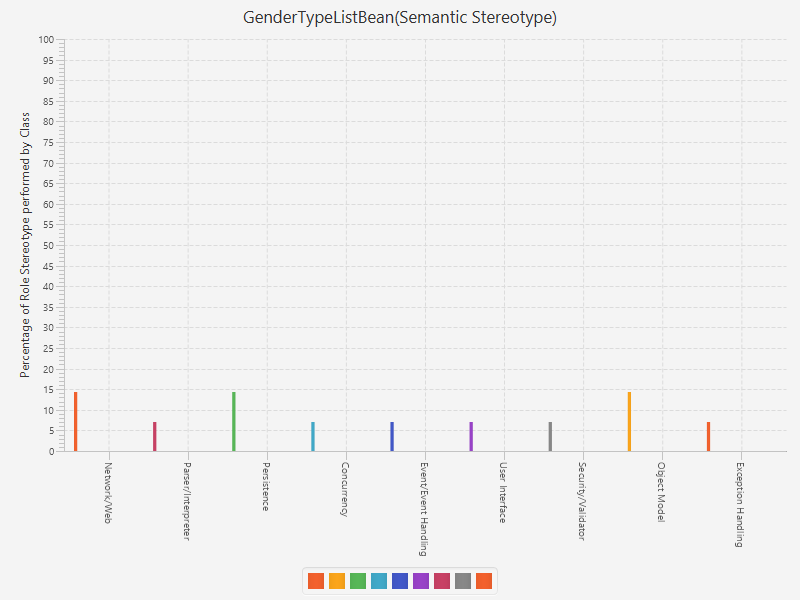 GenderTypeListBean(Semantic Stereotype)
Percentage of Role Stereotype performed by Class
100
95
90
85
80
75
70
65
60
55
50
45
40
35
30
25
20
15
10
5
0
Network/Web
Parser/Interpreter
Persistence
Concurrency
Event/Event Handling
User Interface
Security/Validator
Object Model
Exception Handling